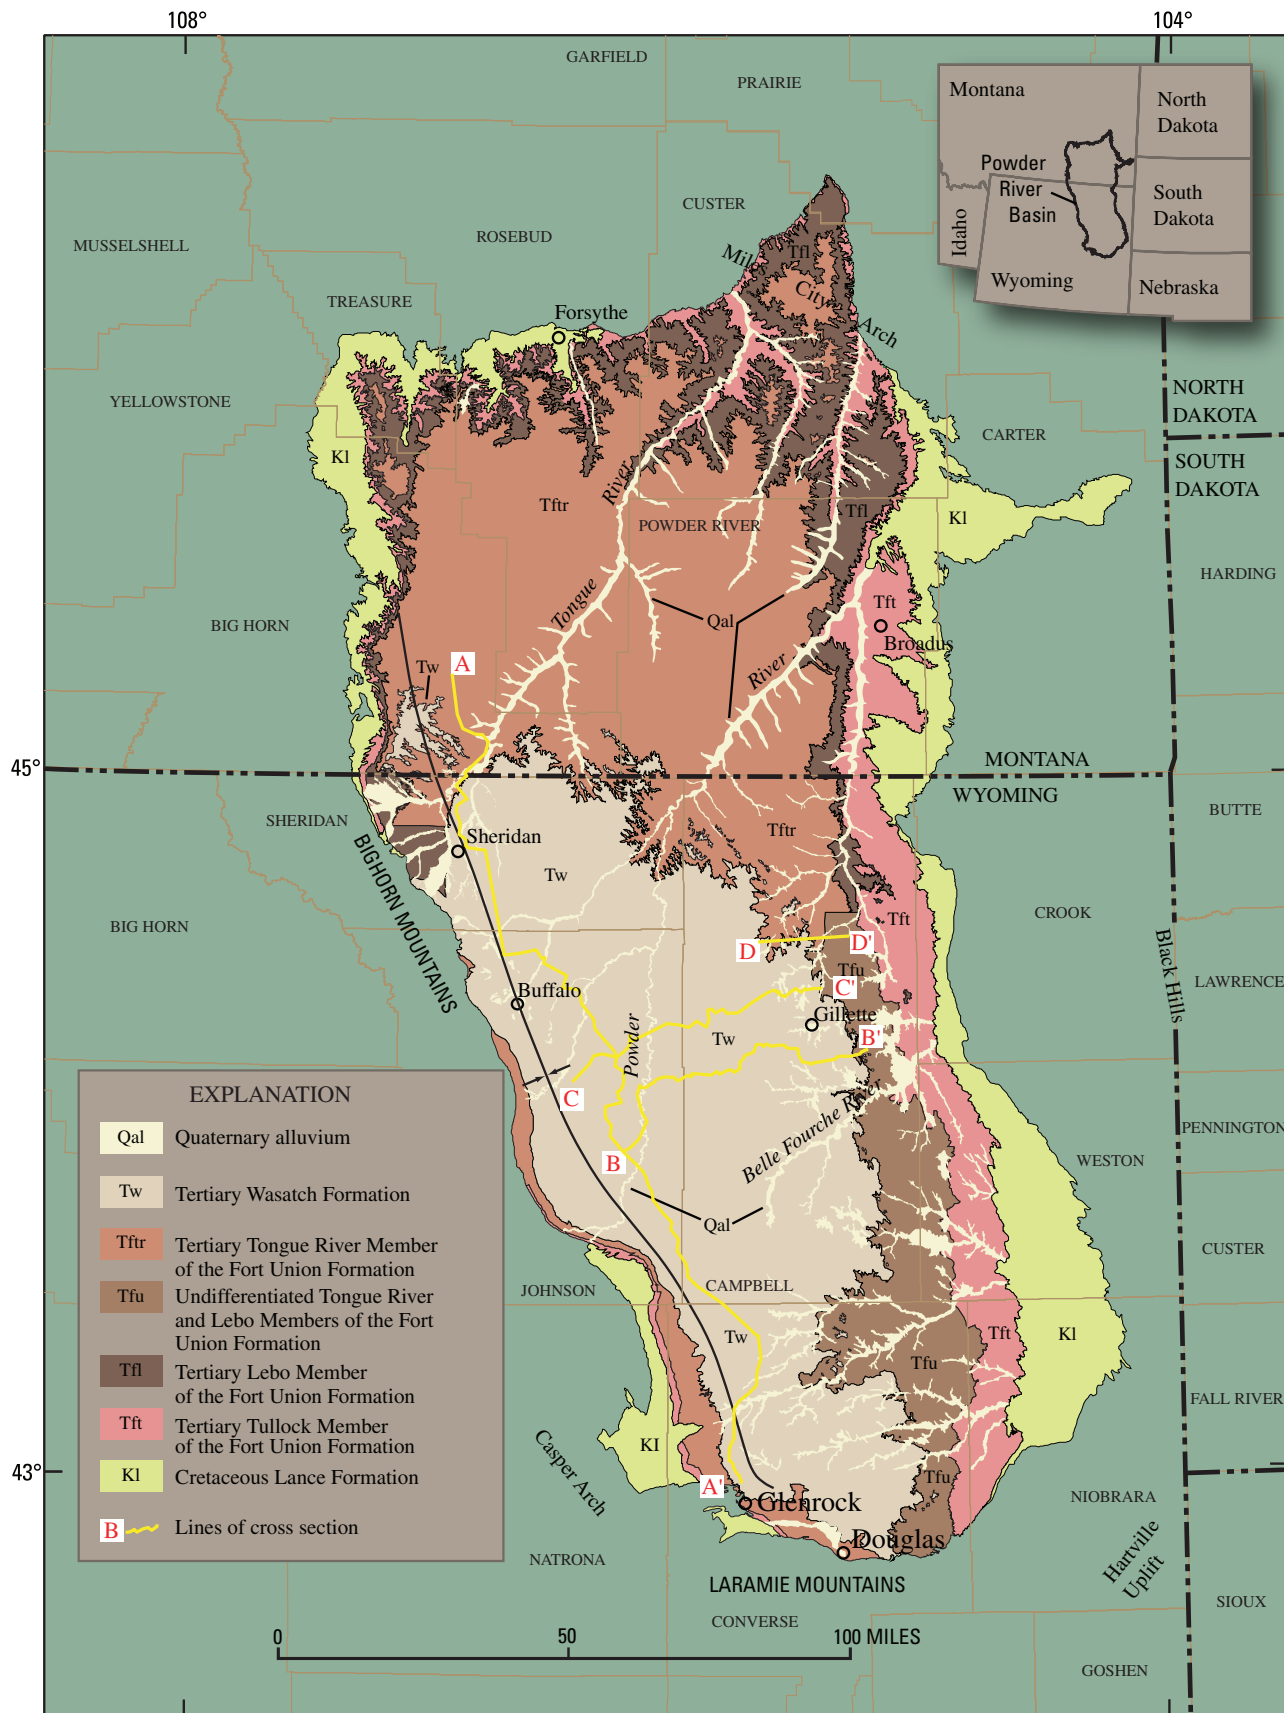 108°
104°
GARFIELD
PRAIRIE
Montana
North
Dakota
Powder
River
Basin
South
Dakota
Idaho
Wyoming
Nebraska
CUSTER
MUSSELSHELL
ROSEBUD
Miles
City
Arch
Tfl
TREASURE
Forsythe
NORTH
DAKOTA
YELLOWSTONE
CARTER
SOUTH
DAKOTA
Kl
Tftr
River
POWDER RIVER
Tfl
Kl
HARDING
Tongue
Tft
BIG HORN
Qal
Broadus
Tw
A
River
45°
MONTANA
WYOMING
SHERIDAN
Sheridan
Tftr
BUTTE
BIGHORN MOUNTAINS
Tw
BIG HORN
Tft
CROOK
D
D'
Black Hills
Tfu
C'
LAWRENCE
Buffalo
Gillette
Powder
Tw
B'
C
EXPLANATION
Qal
Quaternary alluvium
Tw
Tertiary Wasatch Formation
Tftr
Tertiary Tongue River Member
of the Fort Union Formation
Tfu
Undifferentiated Tongue River
and Lebo Members of the Fort
Union Formation
Tfl
Tertiary Lebo Member
of the Fort Union Formation
Tft
Tertiary Tullock Member
of the Fort Union Formation
Kl
Cretaceous Lance Formation
B
Lines of cross section
Belle Fourche River
PENNINGTON
B
WESTON
Qal
CUSTER
JOHNSON
CAMPBELL
Tw
Tft
Kl
Tfu
FALL RIVER
KI
Casper Arch
43°
A'
Tfu
Glenrock
NIOBRARA
Douglas
Hartville
Uplift
NATRONA
LARAMIE MOUNTAINS
SIOUX
CONVERSE
0
50
100 MILES
GOSHEN